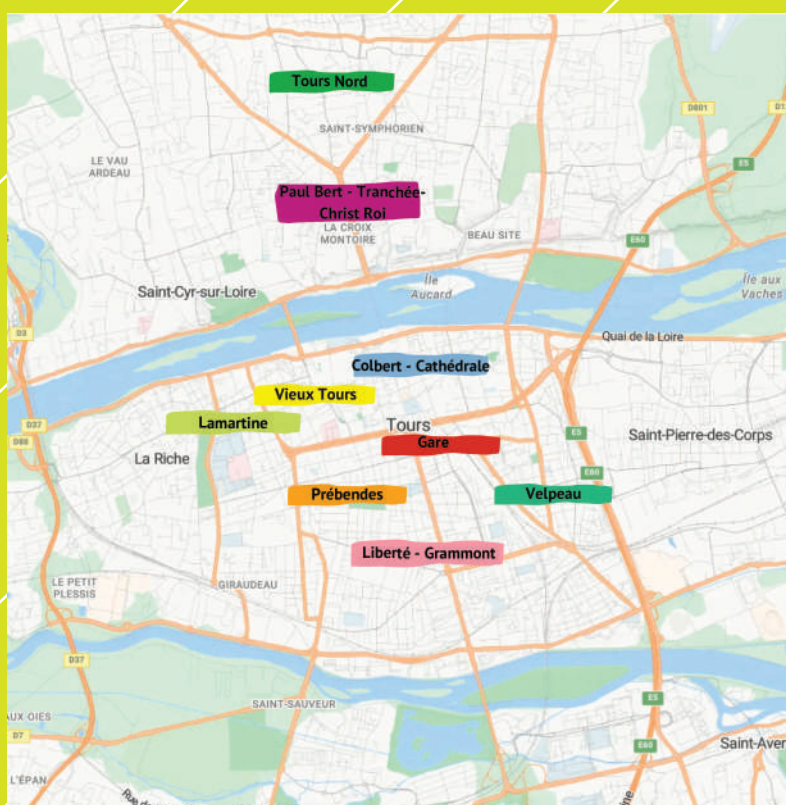 Tours Nord
D801
SAINT-SYMPHORIEN
LE VAU
ARDEAU
E5
Paul Bert - Tranchée-
Christ Roi
LA CROIX
MONTOIRE
BEAU SITE
E60
Île
Aucard
Île aux
Vaches
Saint-Cyr-sur-Loire
D3
Quai de la Loire
Colbert - Cathédrale
Vieux Tours
Lamartine
Tours
D37
D88
Gare
E5
Saint-Pierre-des-Corps
La Riche
E60
Prébendes
Velpeau
Liberté - Grammont
LE PETIT
PLESSIS
GIRAUDEAU
D37
SAINT-SAUVEUR
E5
AUX OIES
D7
E60
Saint-Aver
L'ÉPAN